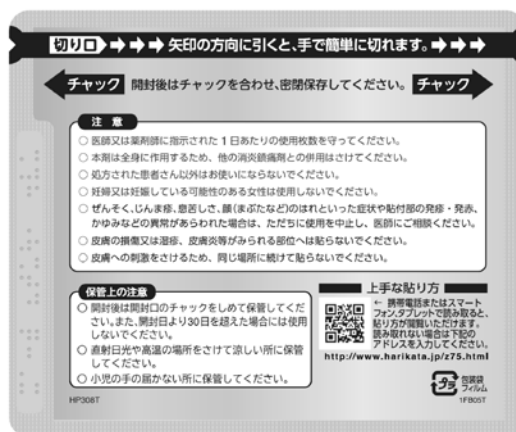 切り口 ➡ ➡ ➡ 矢印の方向に引くと、手で簡単に切れます。➡ ➡ ➡
チャック 開封後はチャックを合わせ、密閉保存してください。 チャック
注 意
○ 医師又は薬剤師に指示された1日あたりの使用枚数を守ってください。
○ 本剤は全身に作用するため、他の消炎鎮痛剤との併用はさけてください。
○ 処方された患者さん以外はお使いにならないでください。
○ 妊婦又は妊娠している可能性のある女性は使用しないでください。
○ ぜんそく、じんま疹、息苦しさ、顔(まぶたなど)のはれといった症状や貼付部の発疹・発赤、
かゆみなどの異常があらわれた場合は、ただちに使用を中止し、医師にご相談ください。
○ 皮膚の損傷又は湿疹、皮膚炎等がみられる部位へは貼らないでください。
○ 皮膚への刺激をさけるため、同じ場所に続けて貼らないでください。
保管上の注意
○ 開封後は開封口のチャックをしめて保管してくだ
さい。また、開封日より30日を超えた場合には使用
しないでください。
○ 直射日光や高温の場所をさけて涼しい所に保管
してください。
○ 小児の手の届かない所に保管してください。
上手な貼り方
← 携帯電話またはスマート
フォン、タブレットで読み取ると、
貼り方が閲覧いただけます。
読み取れない場合は下記の
アドレスを入力してください。
http://www.harikata.jp/z75.html
プラ 包装袋
フィルム
HP308T
1FB05T